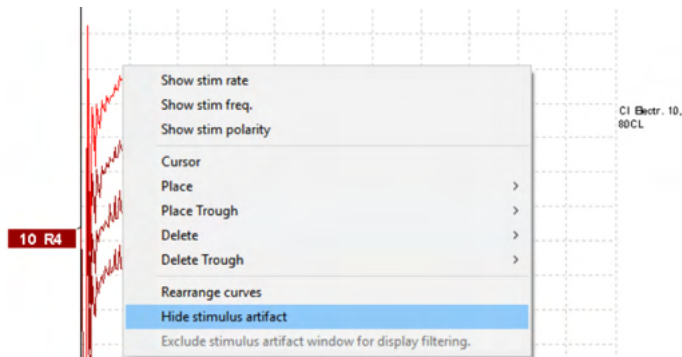 Show stim rate
Show stim freq.
Show stim polarity
CI Electr. 10,
80CL
Cursor
Place
Place Trough
10 R4
Delete
Delete Trough
Rearrange curves
Hide stimulus artifact
Exclude stimulus artifact window for display filtering.